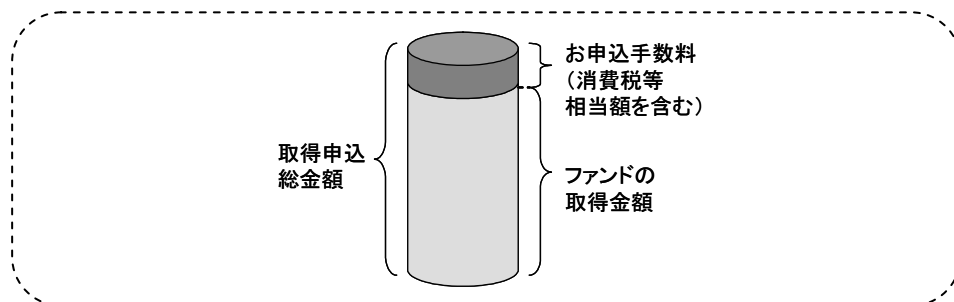 お申込手数料
(消費税等
相当額を含む)
取得申込
総金額
ファンドの
取得金額